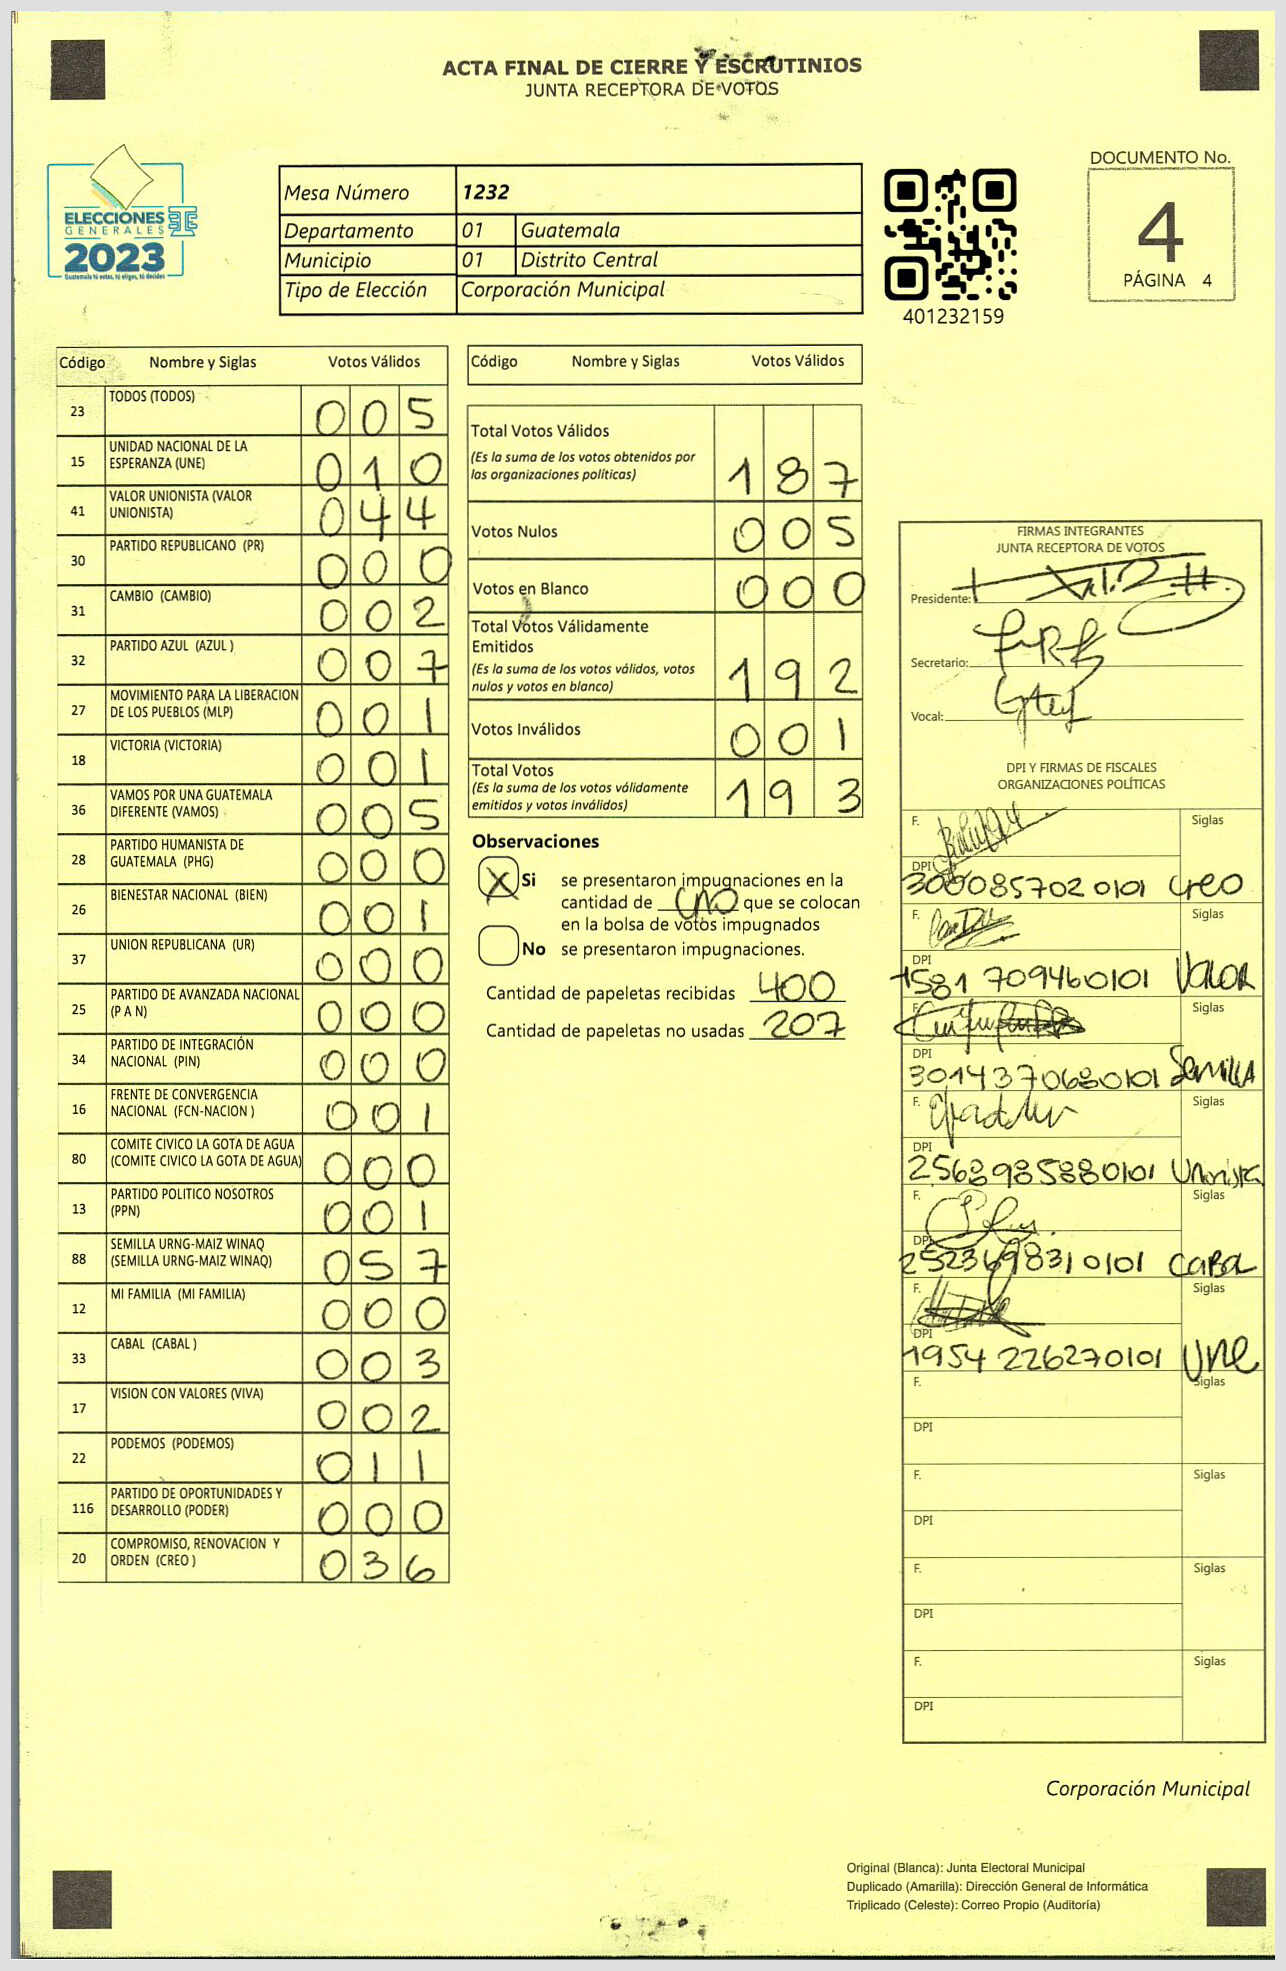 ACTA FINAL DE CIERRE Y ESCRUTINIOS
JUNTA RECEPTORA DE VOTOS
ELECCIONES
GENERALES
2023
Guatemala tú votas, tú eliges, tú decides
Mesa Número 1232
Departamento 01 Guatemala
Municipio 01 Distrito Central
Tipo de Elección Corporación Municipal
401232159
DOCUMENTO No.
4
PÁGINA 4
Código Nombre y Siglas Votos Válidos
23 TODOS (TODOS) 005
15 UNIDAD NACIONAL DE LA
ESPERANZA (UNE) 010
41 VALOR UNIONISTA (VALOR
UNIONISTA) 044
30 PARTIDO REPUBLICANO (PR) 000
31 CAMBIO (CAMBIO) 002
32 PARTIDO AZUL (AZUL ) 007
27 MOVIMIENTO PARA LA LIBERACION
DE LOS PUEBLOS (MLP) 001
18 VICTORIA (VICTORIA) 001
36 VAMOS POR UNA GUATEMALA
DIFERENTE (VAMOS) 005
28 PARTIDO HUMANISTA DE
GUATEMALA (PHG) 000
26 BIENESTAR NACIONAL (BIEN) 001
37 UNION REPUBLICANA (UR) 000
25 PARTIDO DE AVANZADA NACIONAL
(P A N) 000
34 PARTIDO DE INTEGRACIÓN
NACIONAL (PIN) 000
16 FRENTE DE CONVERGENCIA
NACIONAL (FCN-NACION ) 001
80 COMITE CIVICO LA GOTA DE AGUA
(COMITE CIVICO LA GOTA DE AGUA) 000
13 PARTIDO POLITICO NOSOTROS
(PPN) 001
88 SEMILLA URNG-MAIZ WINAQ
(SEMILLA URNG-MAIZ WINAQ) 057
12 MI FAMILIA (MI FAMILIA) 000
33 CABAL (CABAL ) 003
17 VISION CON VALORES (VIVA) 002
22 PODEMOS (PODEMOS) 011
116 PARTIDO DE OPORTUNIDADES Y
DESARROLLO (PODER) 000
20 COMPROMISO, RENOVACION Y
ORDEN (CREO ) 036
Código Nombre y Siglas Votos Válidos
Total Votos Válidos
(Es la suma de los votos obtenidos por
las organizaciones políticas) 187
Votos Nulos 005
Votos en Blanco 000
Total Votos Válidamente
Emitidos
(Es la suma de los votos válidos, votos
nulos y votos en blanco) 192
Votos Inválidos 001
Total Votos
(Es la suma de los votos válidamente
emitidos y votos inválidos) 193
Observaciones
X Si se presentaron impugnaciones en la
cantidad de uno que se colocan
en la bolsa de votos impugnados
No se presentaron impugnaciones.
Cantidad de papeletas recibidas 400
Cantidad de papeletas no usadas 207
FIRMAS INTEGRANTES
JUNTA RECEPTORA DE VOTOS
Presidente:
Secretario:
Vocal:
DPI Y FIRMAS DE FISCALES
ORGANIZACIONES POLÍTICAS
F. Siglas
DPI
300085702 0101 Creo
F. Siglas
DPI
1581 709460101 Valor
F. Siglas
DPI
3014370680101 Semilla
F. Siglas
DPI
2568985880101 Unionista
F. Siglas
DPI
2523698310101 CABAL
F. Siglas
DPI
1954 226270101 UNE
F. Siglas
DPI
F. Siglas
DPI
F. Siglas
DPI
F. Siglas
DPI
Corporación Municipal
Original (Blanca): Junta Electoral Municipal
Duplicado (Amarilla): Dirección General de Informática
Triplicado (Celeste): Correo Propio (Auditoría)